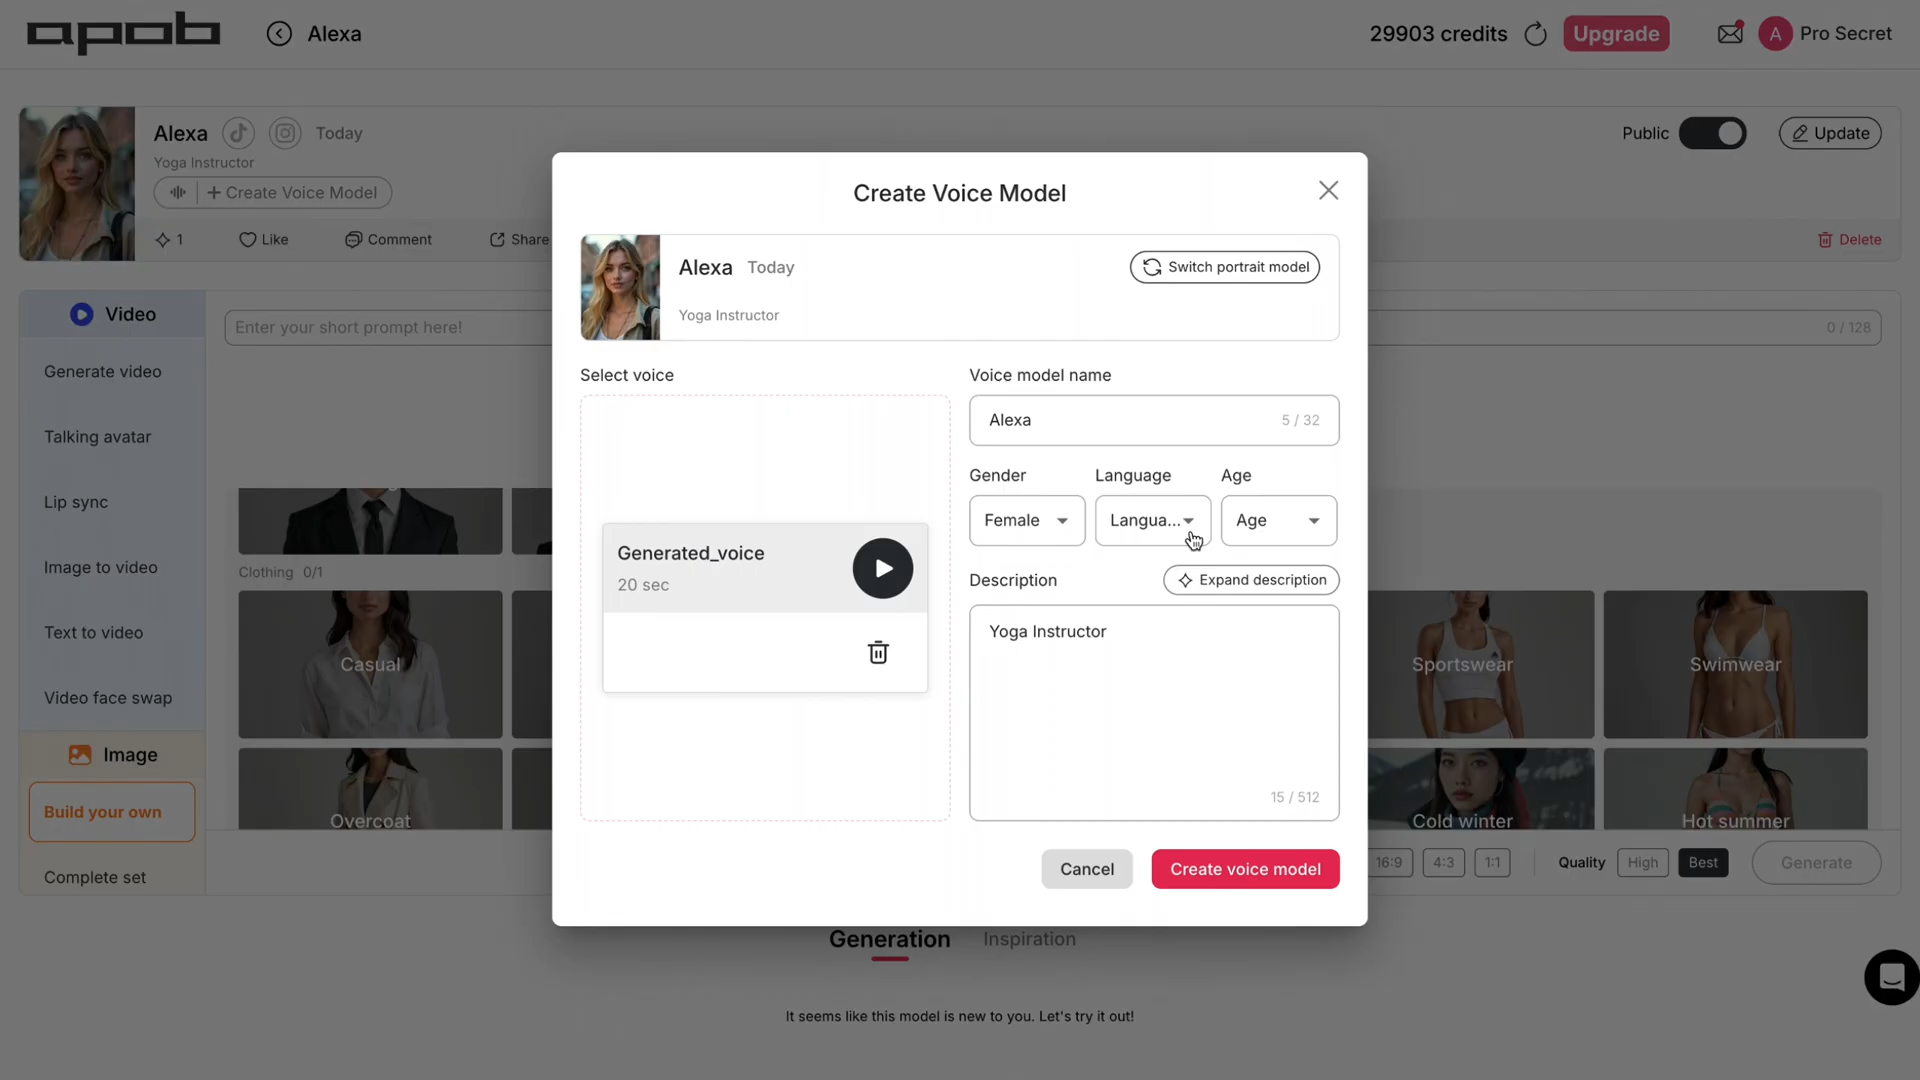 apob
Alexa
29903 credits
Upgrade
A
Pro Secret
Alexa
Today
Public
Update
Yoga Instructor
+ Create Voice Model
1
Like
Comment
Share
Delete
Create Voice Model
Alexa
Today
Switch portrait model
Yoga Instructor
Video
Enter your short prompt here!
0 / 128
Generate video
Talking avatar
Lip sync
Image to video
Text to video
Video face swap
Image
Build your own
Complete set
Clothing 0/1
Casual
Overcoat
Sportswear
Swimwear
Cold winter
Hot summer
Select voice
Generated_voice
20 sec
Voice model name
Alexa
5 / 32
Gender
Language
Age
Female
Langua...
Age
Description
Expand description
Yoga Instructor
15 / 512
Cancel
Create voice model
16:9
4:3
1:1
Quality
High
Best
Generate
Generation
Inspiration
It seems like this model is new to you. Let's try it out!